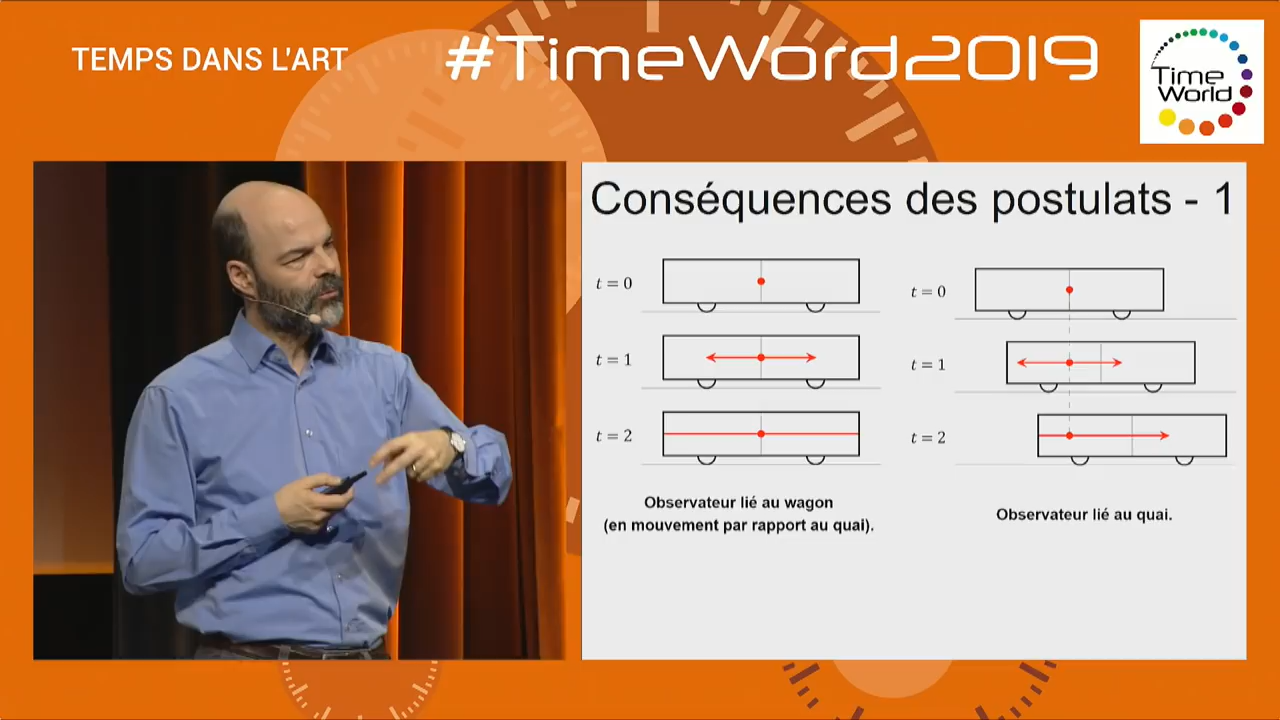 TEMPS DANS L'ART
#TimeWord2019
Time
World
Conséquences des postulats - 1
t = 0
t = 1
t = 2
Observateur lié au wagon
(en mouvement par rapport au quai).
t = 0
t = 1
t = 2
Observateur lié au quai.